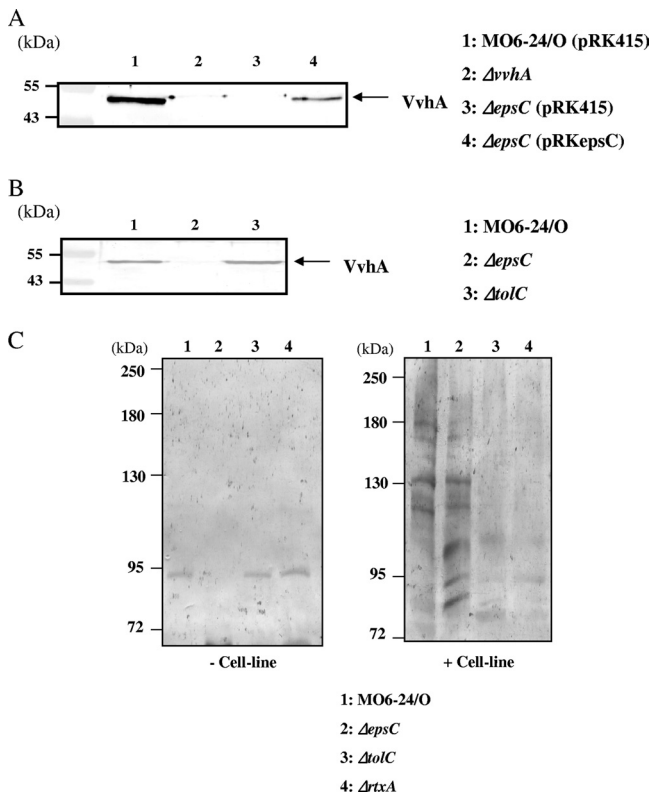 A
(kDa)
1 2 3 4
55
43
VvhA
1: MO6-24/O (pRK415)
2: ΔvvhA
3: ΔepsC (pRK415)
4: ΔepsC (pRKepsC)
B
(kDa)
1 2 3
55
43
VvhA
1: MO6-24/O
2: ΔepsC
3: ΔtolC
C
(kDa) 1 2 3 4
250
180
130
95
72
- Cell-line
(kDa) 1 2 3 4
250
180
130
95
72
+ Cell-line
1: MO6-24/O
2: ΔepsC
3: ΔtolC
4: ΔrtxA